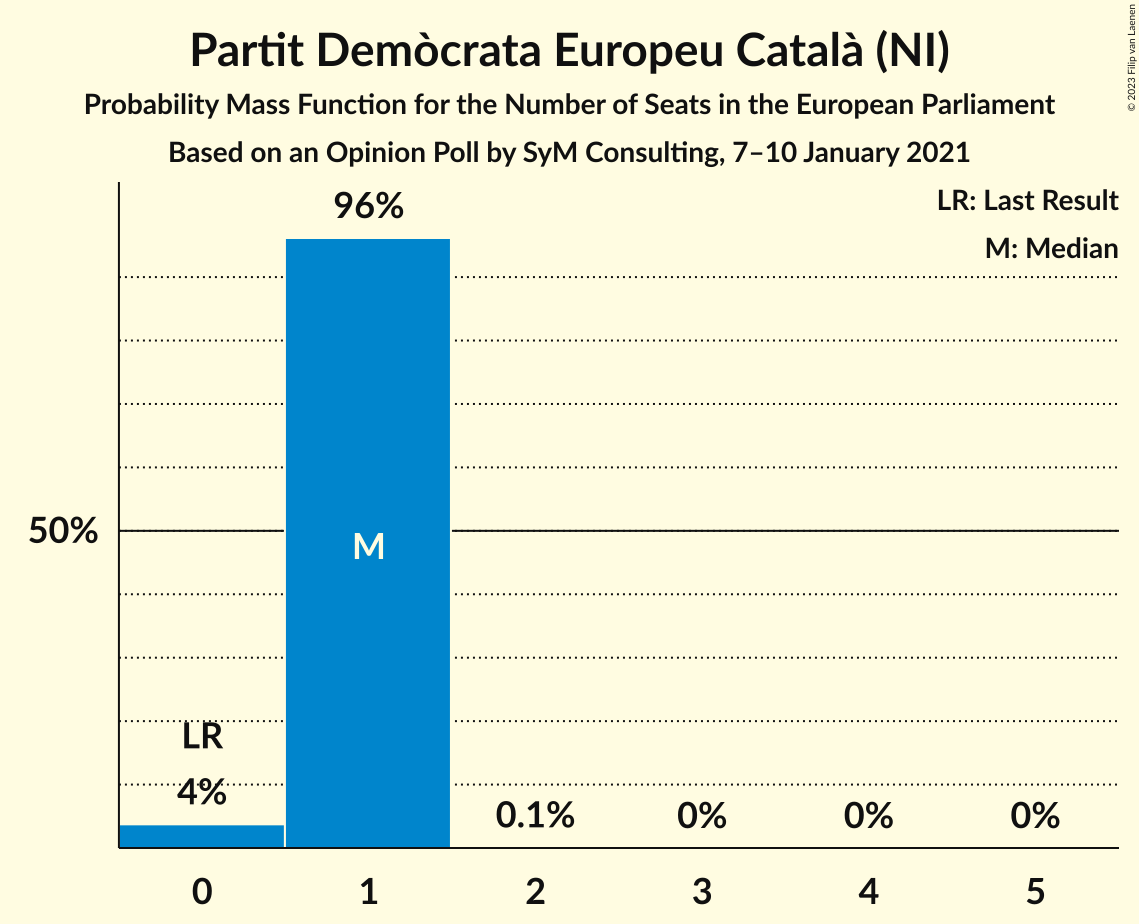 Partit Demòcrata Europeu Català (NI)
Probability Mass Function for the Number of Seats in the European Parliament
Based on an Opinion Poll by SyM Consulting, 7–10 January 2021
© 2023 Filip van Laenen
LR: Last Result
M: Median
96%
50%
M
LR
4%
0.1%
0%
0%
0%
0 1 2 3 4 5